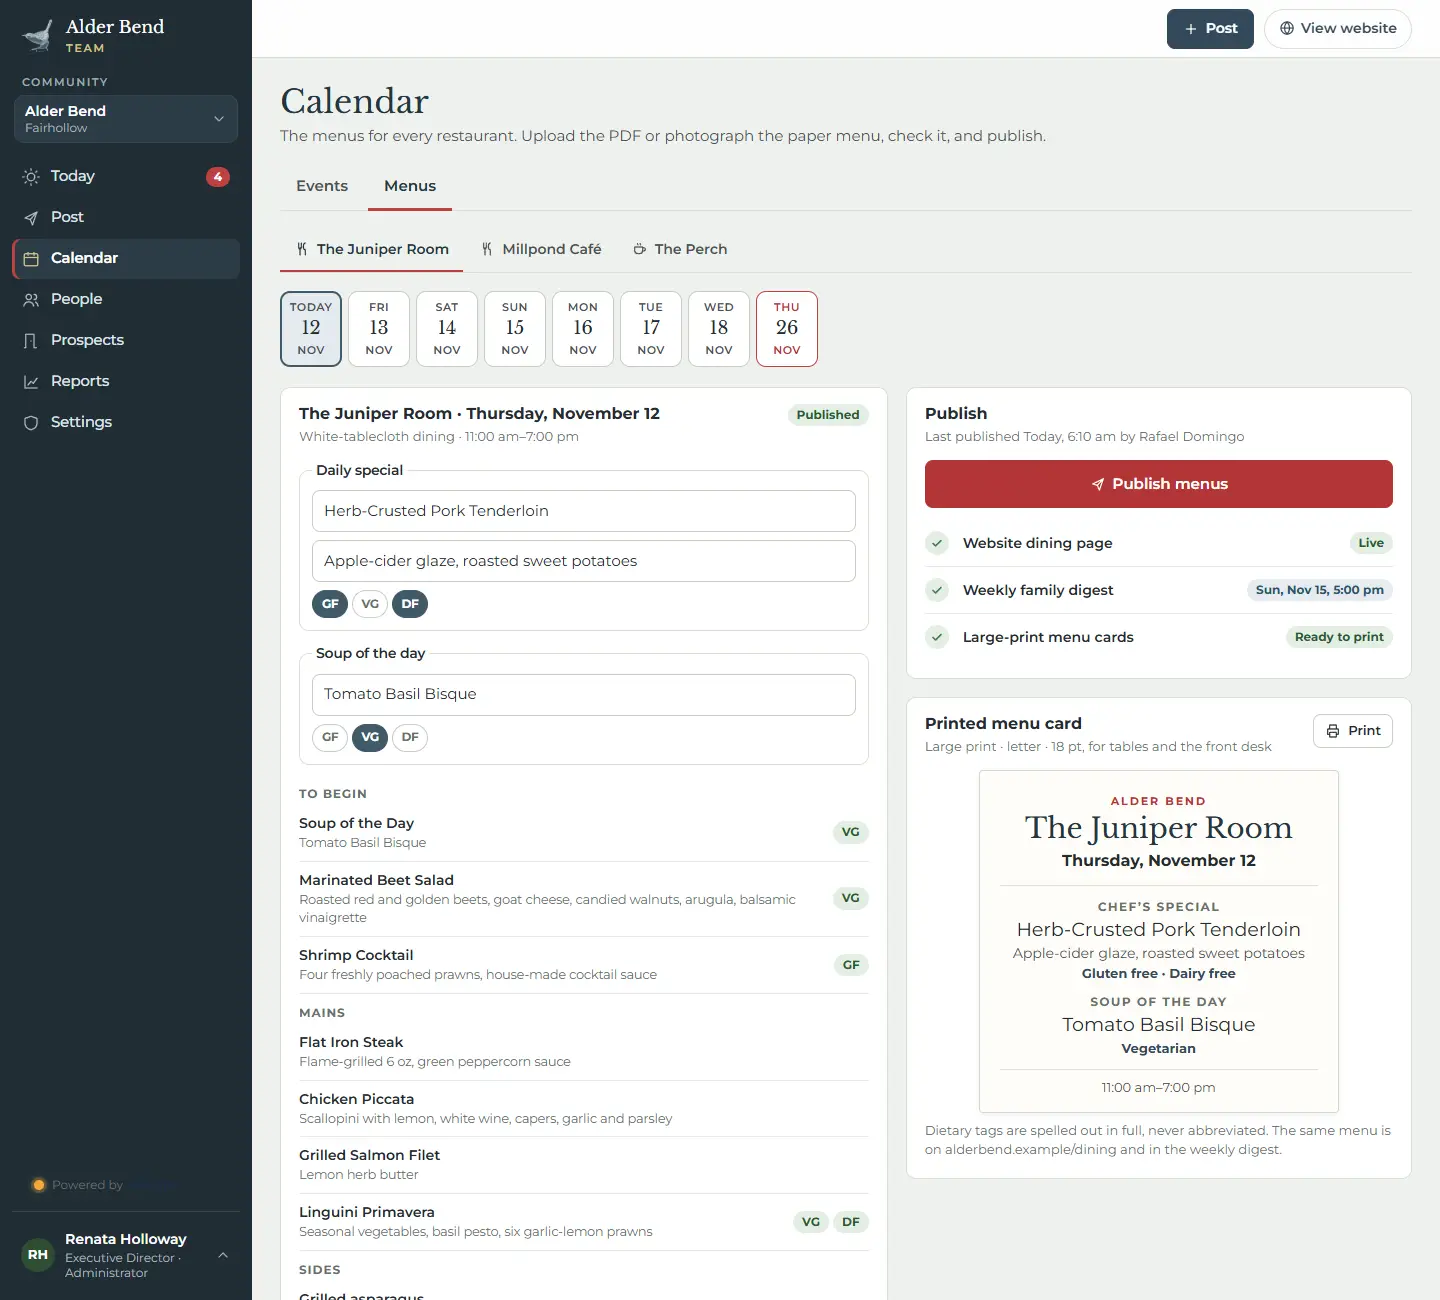 Alder Bend
TEAM
COMMUNITY
Alder Bend
Fairhollow
Today
4
Post
Calendar
People
Prospects
Reports
Settings
Powered by
RH
Renata Holloway
Executive Director ·
Administrator
Post
View website
Calendar
The menus for every restaurant. Upload the PDF or photograph the paper menu, check it, and publish.
Events
Menus
The Juniper Room
Millpond Café
The Perch
TODAY
12
NOV
FRI
13
NOV
SAT
14
NOV
SUN
15
NOV
MON
16
NOV
TUE
17
NOV
WED
18
NOV
THU
26
NOV
The Juniper Room · Thursday, November 12
Published
White-tablecloth dining · 11:00 am–7:00 pm
Daily special
Herb-Crusted Pork Tenderloin
Apple-cider glaze, roasted sweet potatoes
GF VG DF
Soup of the day
Tomato Basil Bisque
GF VG DF
TO BEGIN
Soup of the Day
Tomato Basil Bisque
VG
Marinated Beet Salad
Roasted red and golden beets, goat cheese, candied walnuts, arugula, balsamic
vinaigrette
VG
Shrimp Cocktail
Four freshly poached prawns, house-made cocktail sauce
GF
MAINS
Flat Iron Steak
Flame-grilled 6 oz, green peppercorn sauce
Chicken Piccata
Scallopini with lemon, white wine, capers, garlic and parsley
Grilled Salmon Filet
Lemon herb butter
Linguini Primavera
Seasonal vegetables, basil pesto, six garlic-lemon prawns
VG DF
SIDES
Grilled asparagus
Publish
Last published Today, 6:10 am by Rafael Domingo
Publish menus
Website dining page
Live
Weekly family digest
Sun, Nov 15, 5:00 pm
Large-print menu cards
Ready to print
Printed menu card
Large print · letter · 18 pt, for tables and the front desk
Print
ALDER BEND
The Juniper Room
Thursday, November 12
CHEF’S SPECIAL
Herb-Crusted Pork Tenderloin
Apple-cider glaze, roasted sweet potatoes
Gluten free · Dairy free
SOUP OF THE DAY
Tomato Basil Bisque
Vegetarian
11:00 am–7:00 pm
Dietary tags are spelled out in full, never abbreviated. The same menu is
on alderbend.example/dining and in the weekly digest.